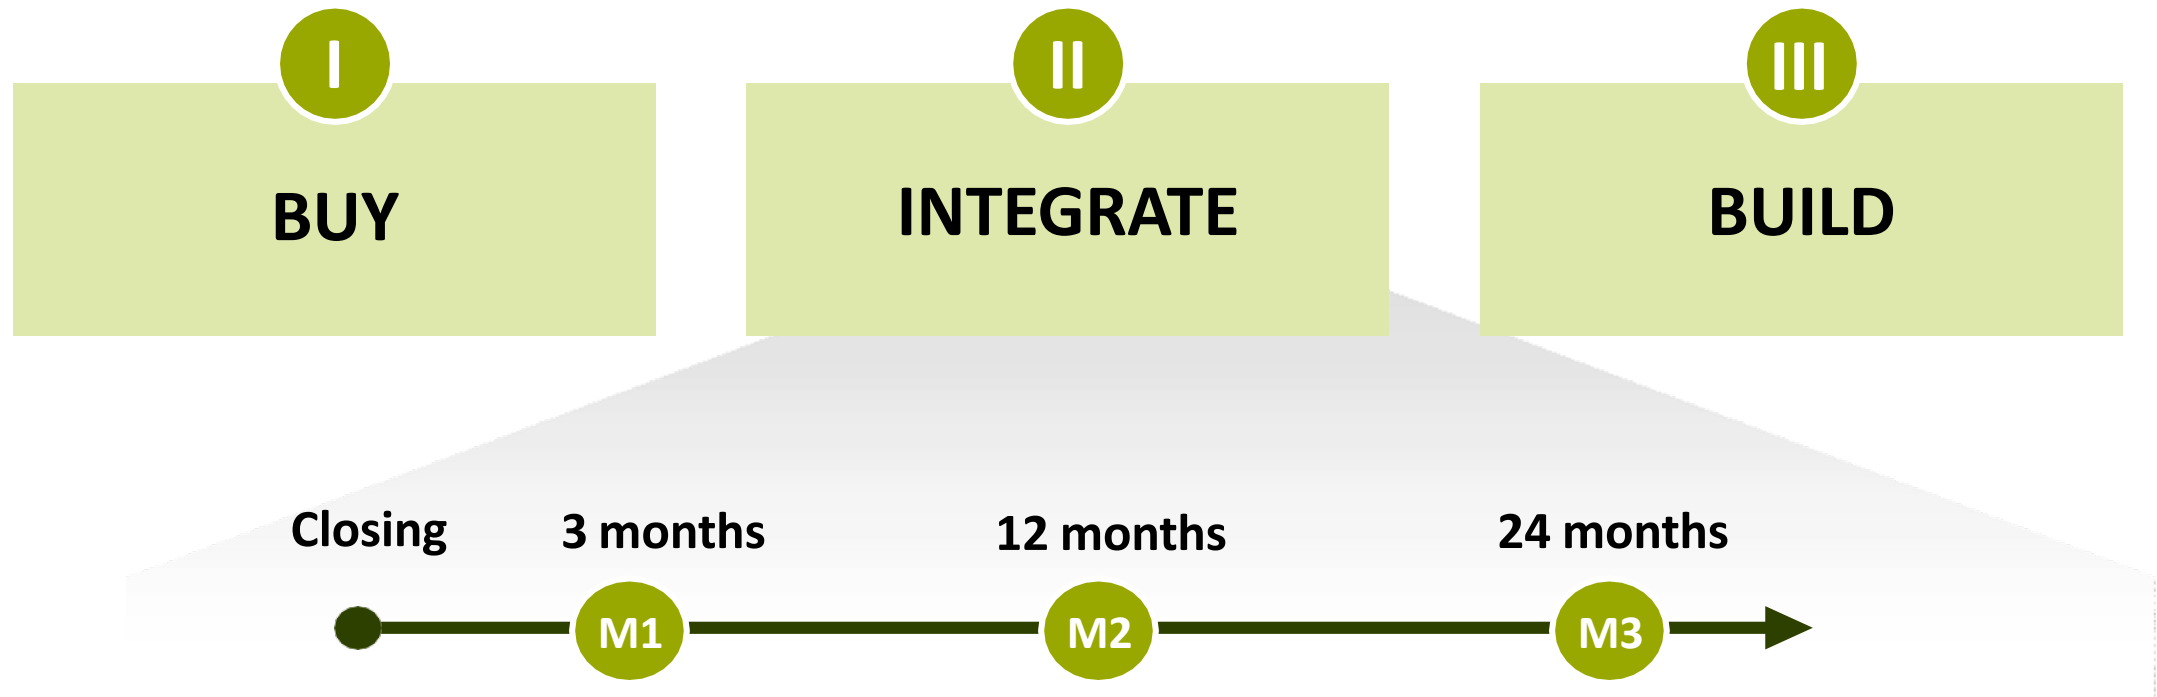 I
II
III
BUY
INTEGRATE
BUILD
Closing
3 months
12 months
24 months
M1
M2
M3